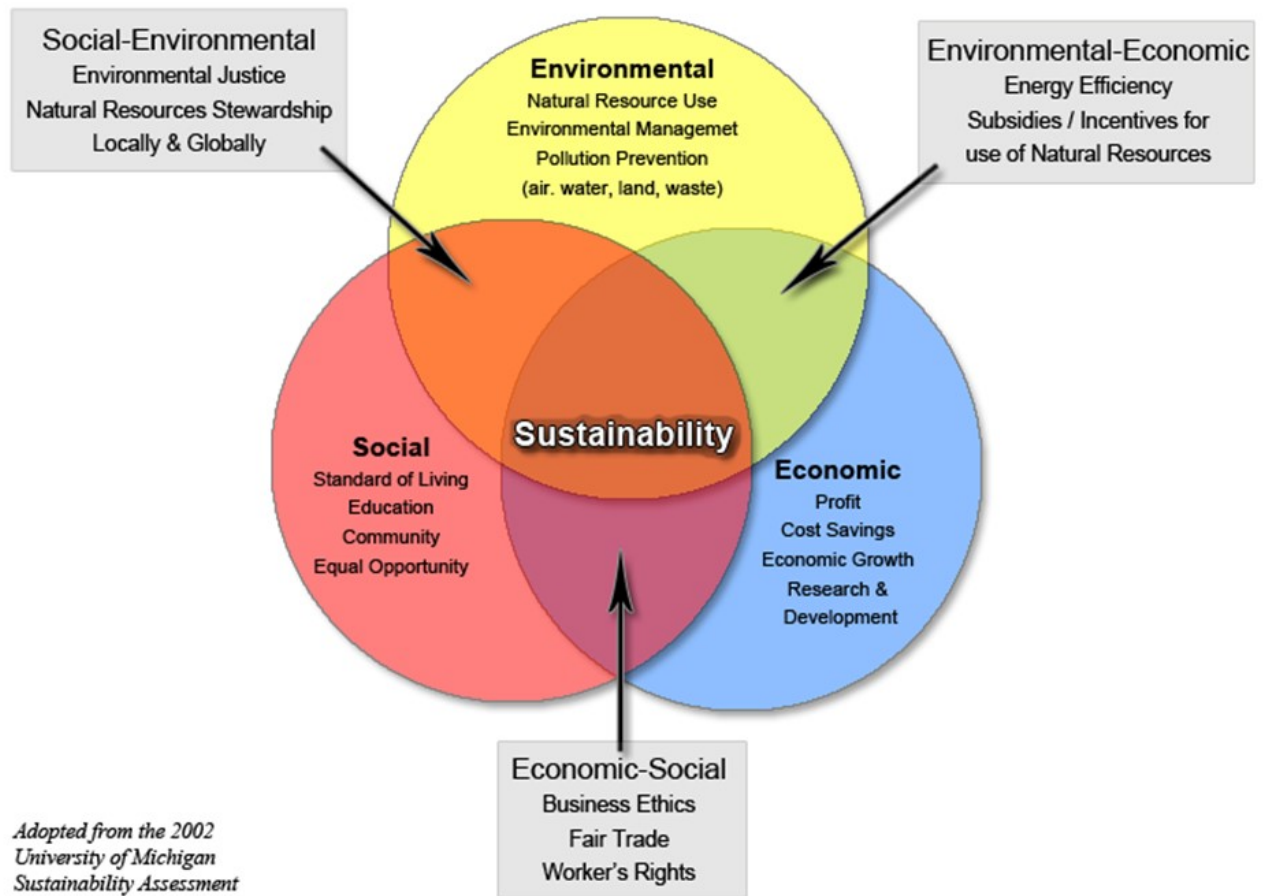 Social-Environmental
Environmental Justice
Natural Resources Stewardship
Locally & Globally
Environmental
Natural Resource Use
Environmental Managemet
Pollution Prevention
(air. water, land, waste)
Environmental-Economic
Energy Efficiency
Subsidies / Incentives for
use of Natural Resources
Sustainability
Social
Standard of Living
Education
Community
Equal Opportunity
Economic
Profit
Cost Savings
Economic Growth
Research &
Development
Economic-Social
Business Ethics
Fair Trade
Worker's Rights
Adopted from the 2002
University of Michigan
Sustainability Assessment